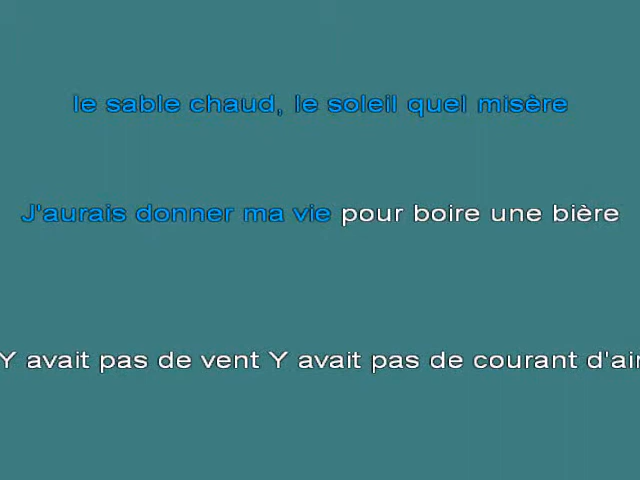 le sable chaud, le soleil quel misère
J'aurais donner ma vie pour boire une bière
Y avait pas de vent Y avait pas de courant d'air